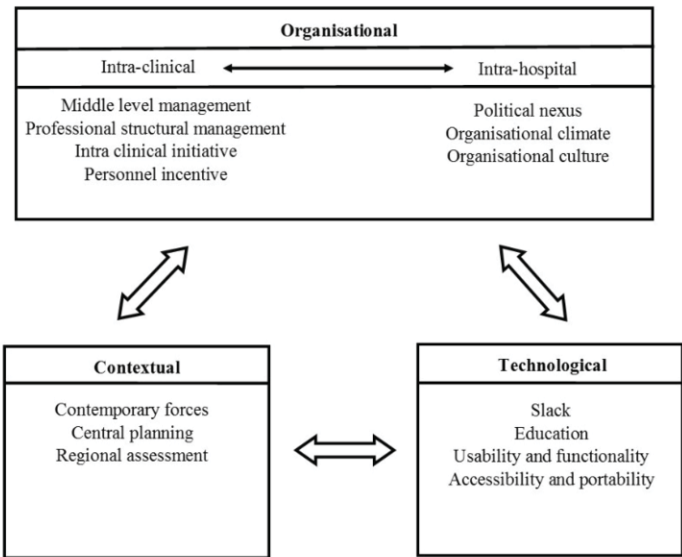 Organisational
Intra-clinical
Intra-hospital
Middle level management
Professional structural management
Intra clinical initiative
Personnel incentive
Political nexus
Organisational climate
Organisational culture
Contextual
Contemporary forces
Central planning
Regional assessment
Technological
Slack
Education
Usability and functionality
Accessibility and portability